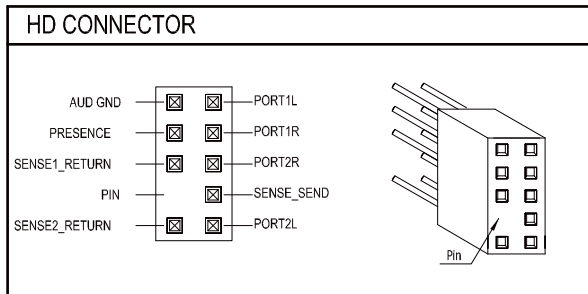 HD CONNECTOR
AUD GND PORT1L
PRESENCE PORT1R
SENSE1_RETURN PORT2R
PIN SENSE_SEND
SENSE2_RETURN PORT2L
Pin